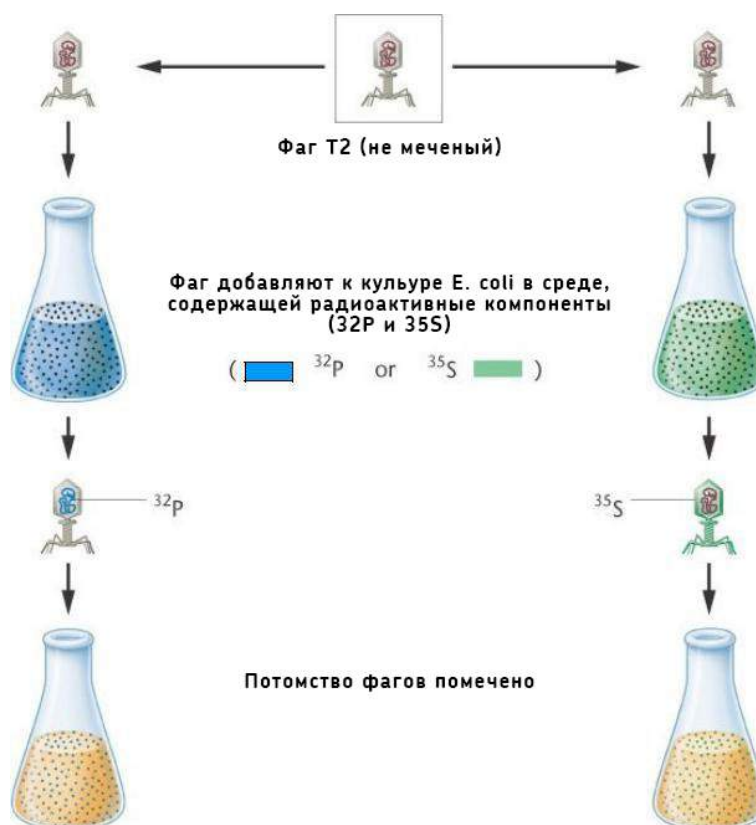 Фаг Т2 (не меченый)
Фаг добавляют к кульуре E. coli в среде,
содержащей радиоактивные компоненты
(32P и 35S)
( ³²P or ³⁵S )
³²P
³⁵S
Потомство фагов помечено